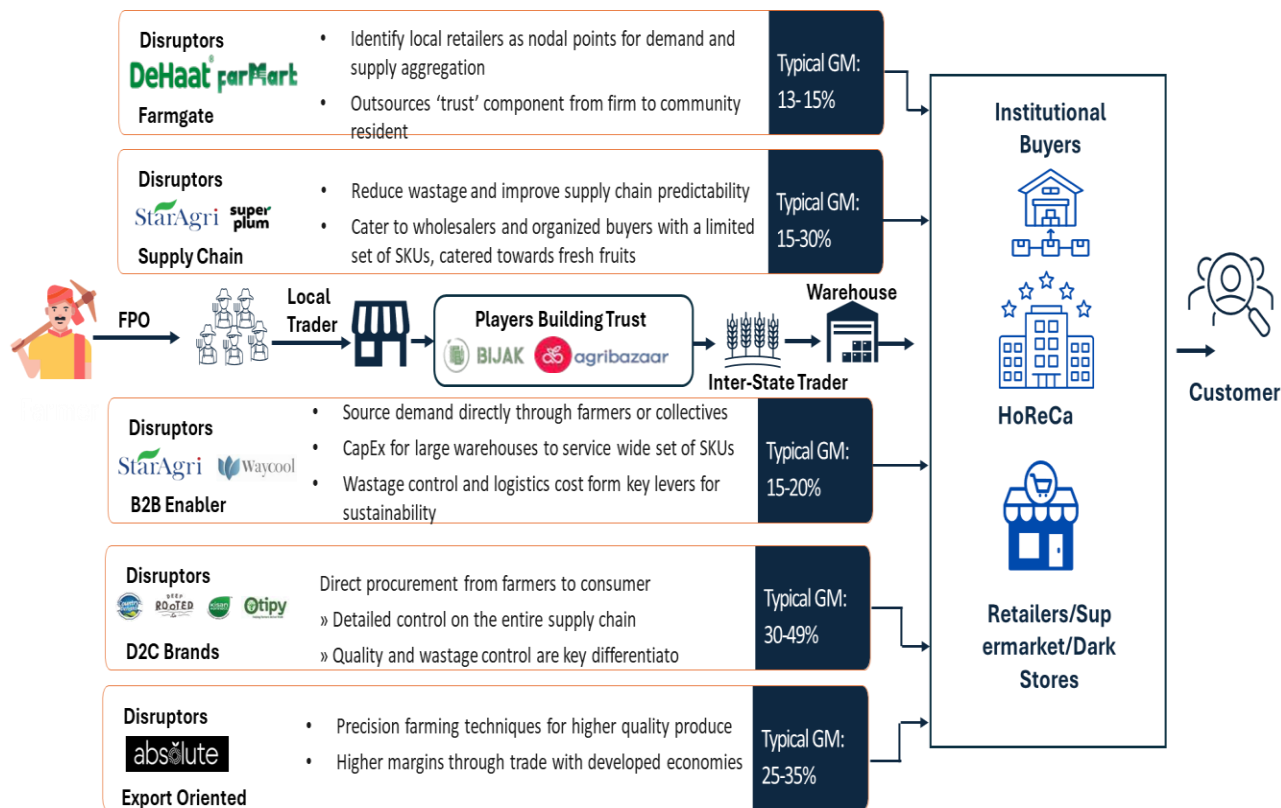 Disruptors
DeHaat farMart
Farmgate
• Identify local retailers as nodal points for demand and
supply aggregation
• Outsources ‘trust’ component from firm to community
resident
Typical GM:
13- 15%
Disruptors
StarAgri super
plum
Supply Chain
• Reduce wastage and improve supply chain predictability
• Cater to wholesalers and organized buyers with a limited
set of SKUs, catered towards fresh fruits
Typical GM:
15-30%
FPO
Local
Trader
Players Building Trust
BIJAK agribazaar
Inter-State Trader
Warehouse
Disruptors
StarAgri Waycool
B2B Enabler
• Source demand directly through farmers or collectives
• CapEx for large warehouses to service wide set of SKUs
• Wastage control and logistics cost form key levers for
sustainability
Typical GM:
15-20%
Disruptors
DEEP
ROOTED
Otipy
D2C Brands
Direct procurement from farmers to consumer
» Detailed control on the entire supply chain
» Quality and wastage control are key differentiato
Typical GM:
30-49%
Disruptors
absolute
Export Oriented
• Precision farming techniques for higher quality produce
• Higher margins through trade with developed economies
Typical GM:
25-35%
Institutional
Buyers
HoReCa
Retailers/Sup
ermarket/Dark
Stores
Customer